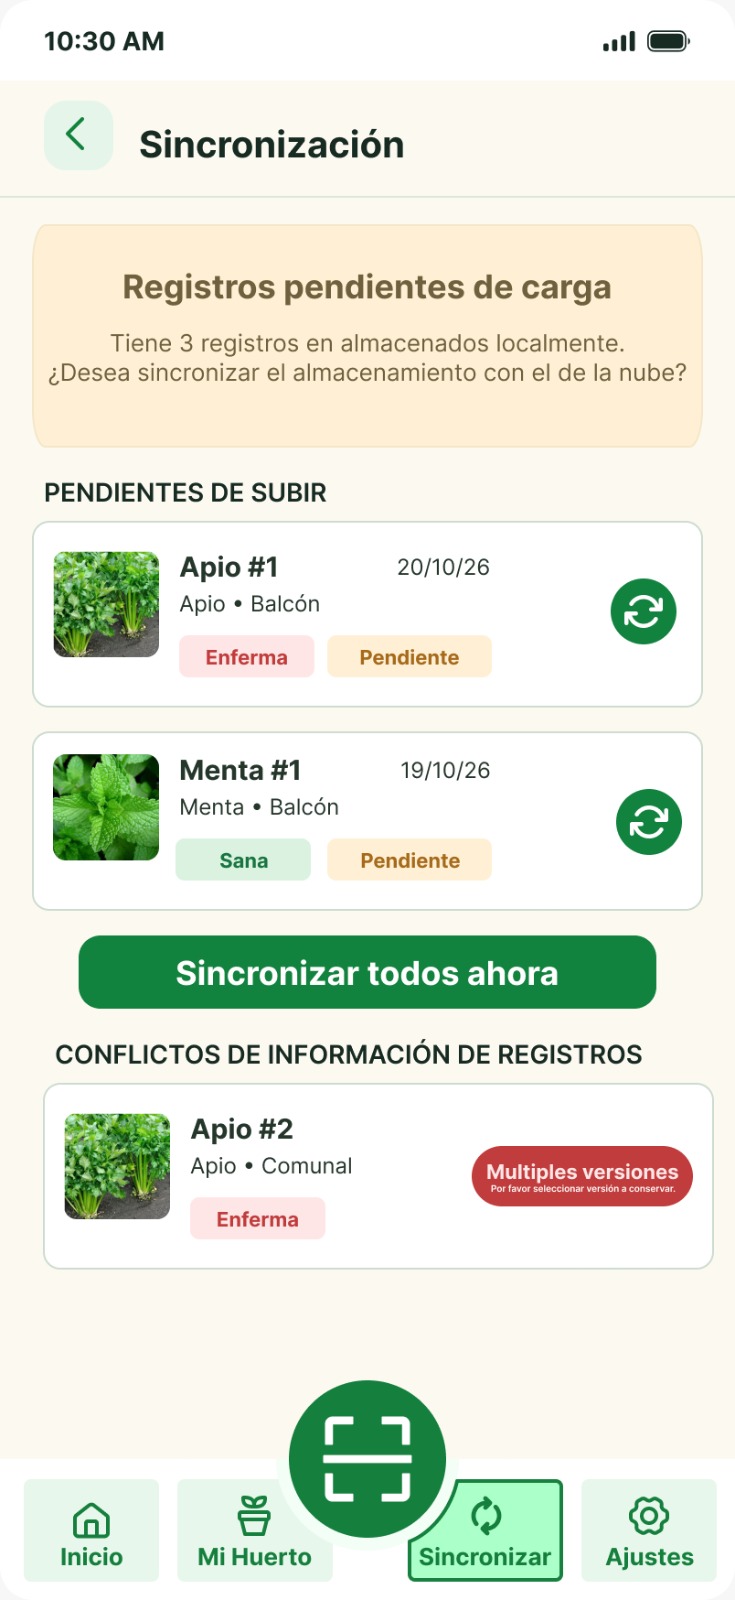 10:30 AM
Sincronización
Registros pendientes de carga
Tiene 3 registros en almacenados localmente.
¿Desea sincronizar el almacenamiento con el de la nube?
PENDIENTES DE SUBIR
Apio #1
20/10/26
Apio • Balcón
Enferma
Pendiente
Menta #1
19/10/26
Menta • Balcón
Sana
Pendiente
Sincronizar todos ahora
CONFLICTOS DE INFORMACIÓN DE REGISTROS
Apio #2
Apio • Comunal
Enferma
Multiples versiones
Por favor seleccionar versión a conservar.
Inicio
Mi Huerto
Sincronizar
Ajustes